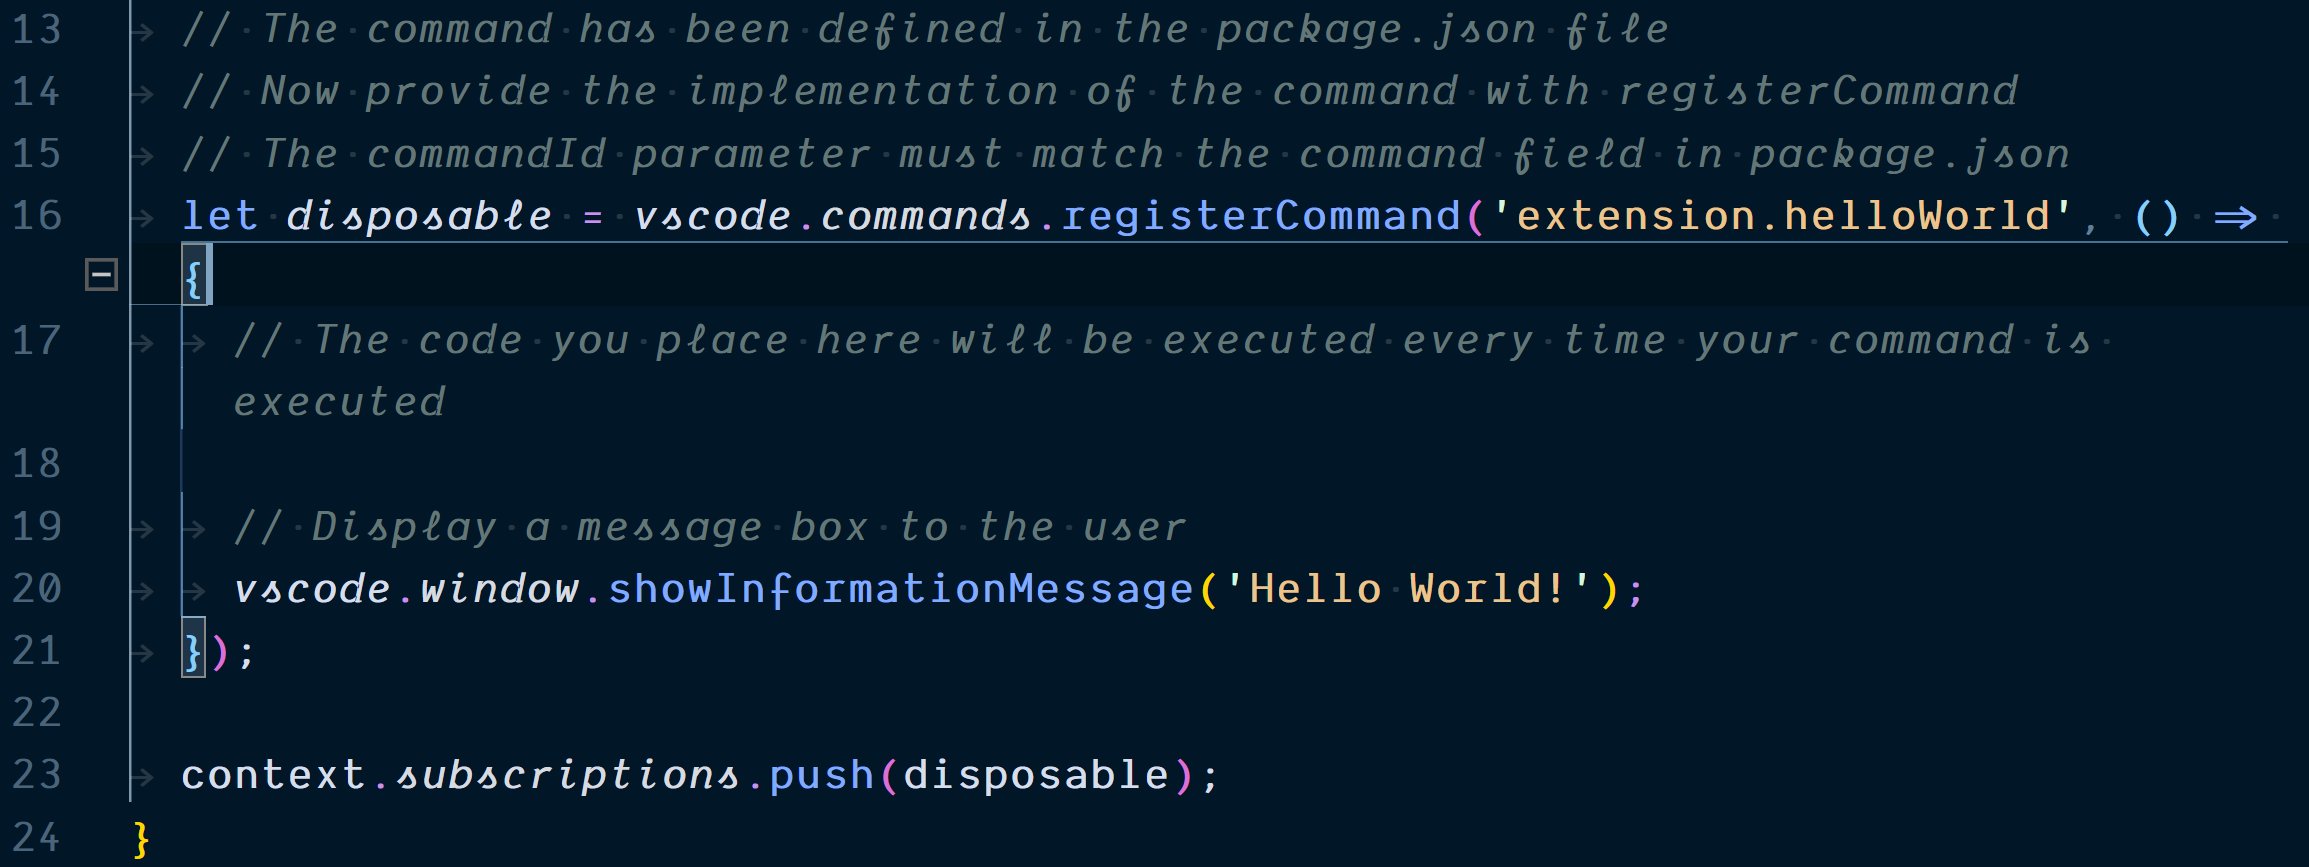 13 // The command has been defined in the package.json file
14 // Now provide the implementation of the command with registerCommand
15 // The commandId parameter must match the command field in package.json
16 let disposable = vscode.commands.registerCommand('extension.helloWorld', () =>
{
17 // The code you place here will be executed every time your command is
executed
18
19 // Display a message box to the user
20 vscode.window.showInformationMessage('Hello World!');
21 });
22
23 context.subscriptions.push(disposable);
24 }